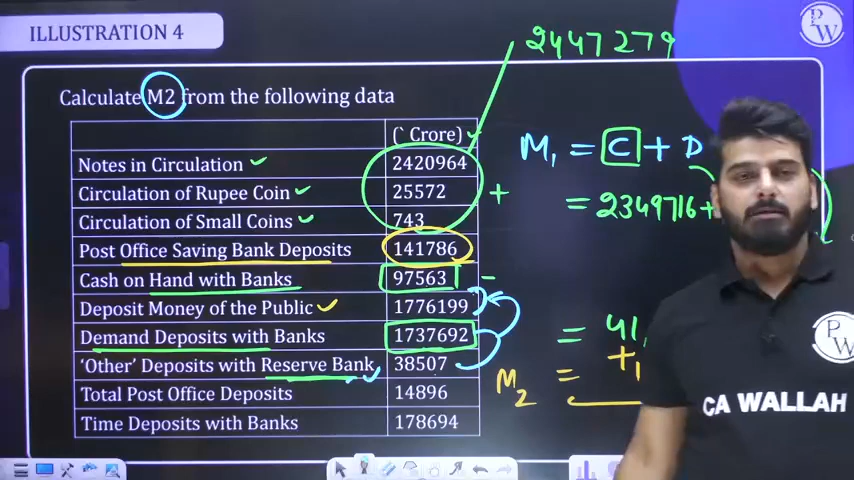 ILLUSTRATION 4
2447279
PW
Calculate M2 from the following data
(` Crore)
Notes in Circulation 2420964
Circulation of Rupee Coin 25572 +
Circulation of Small Coins 743
Post Office Saving Bank Deposits 141786
Cash on Hand with Banks 97563 -
Deposit Money of the Public 1776199
Demand Deposits with Banks 1737692
'Other' Deposits with Reserve Bank 38507
Total Post Office Deposits 14896
Time Deposits with Banks 178694
M₁ = C + D
= 2349716+
= 41
M₂ = +1
PW
CA WALLAH